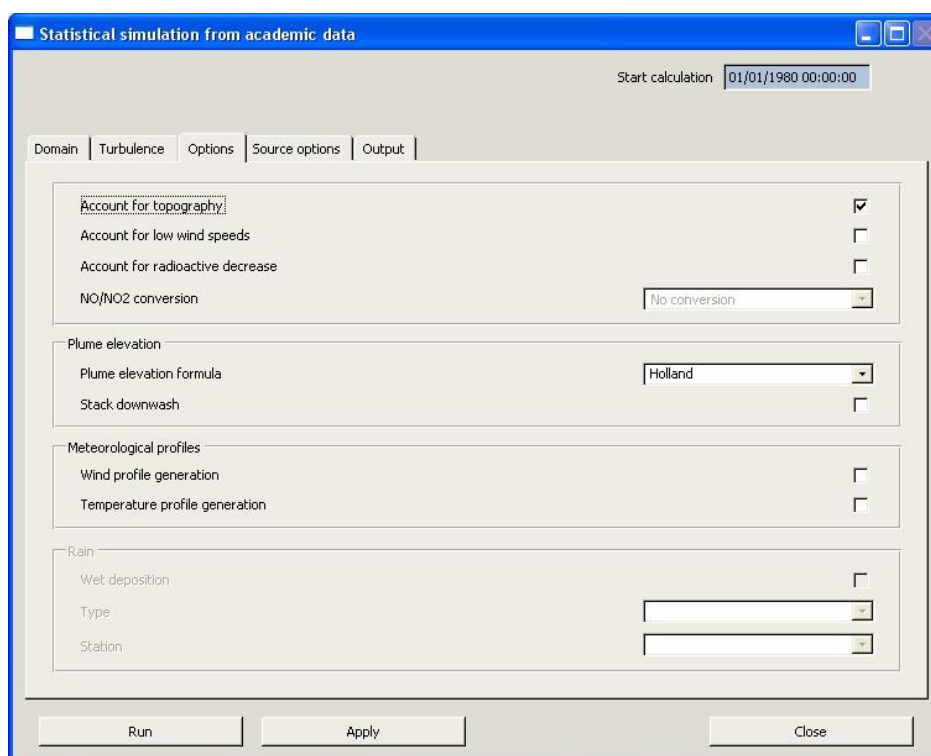 Statistical simulation from academic data
Start calculation 01/01/1980 00:00:00
Domain Turbulence Options Source options Output
Account for topography
Account for low wind speeds
Account for radioactive decrease
NO/NO2 conversion No conversion
Plume elevation
Plume elevation formula Holland
Stack downwash
Meteorological profiles
Wind profile generation
Temperature profile generation
Rain
Wet deposition
Type
Station
Run Apply Close